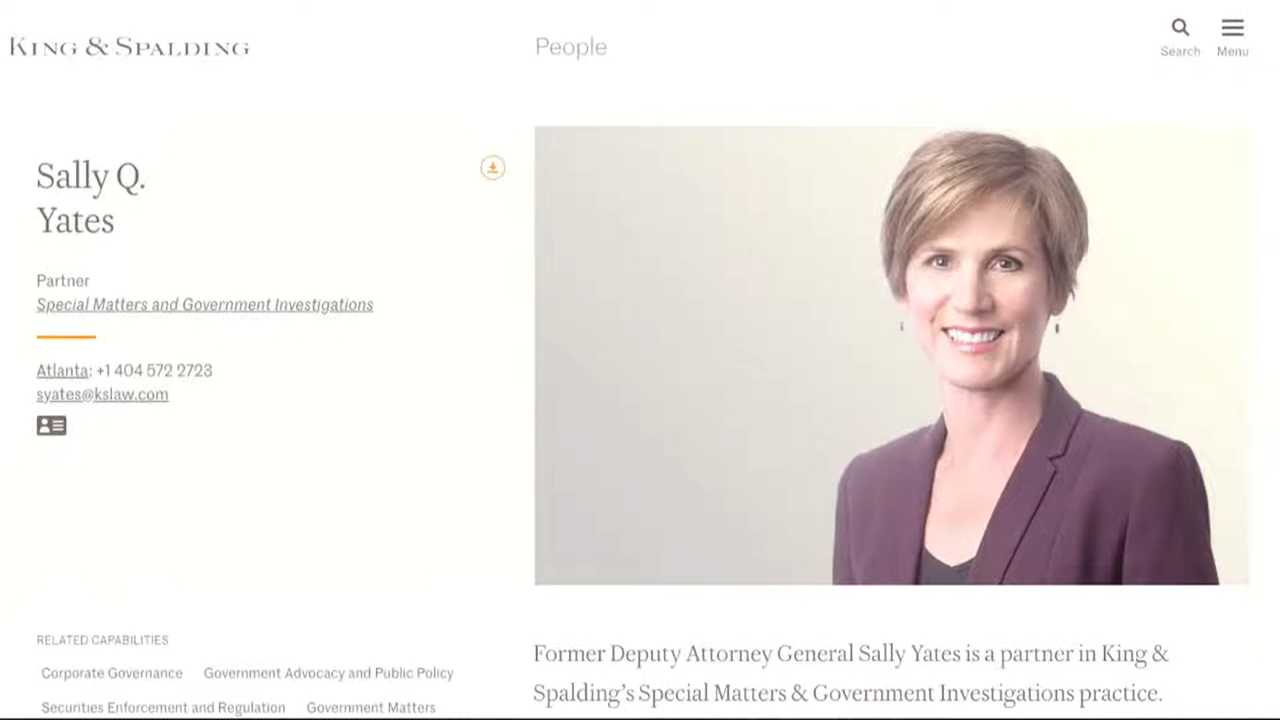 KING & SPALDING
People
Search
Menu
Sally Q.
Yates
Partner
Special Matters and Government Investigations
Atlanta: +1 404 572 2723
syates@kslaw.com
RELATED CAPABILITIES
Corporate Governance
Government Advocacy and Public Policy
Securities Enforcement and Regulation
Government Matters
Former Deputy Attorney General Sally Yates is a partner in King &
Spalding’s Special Matters & Government Investigations practice.